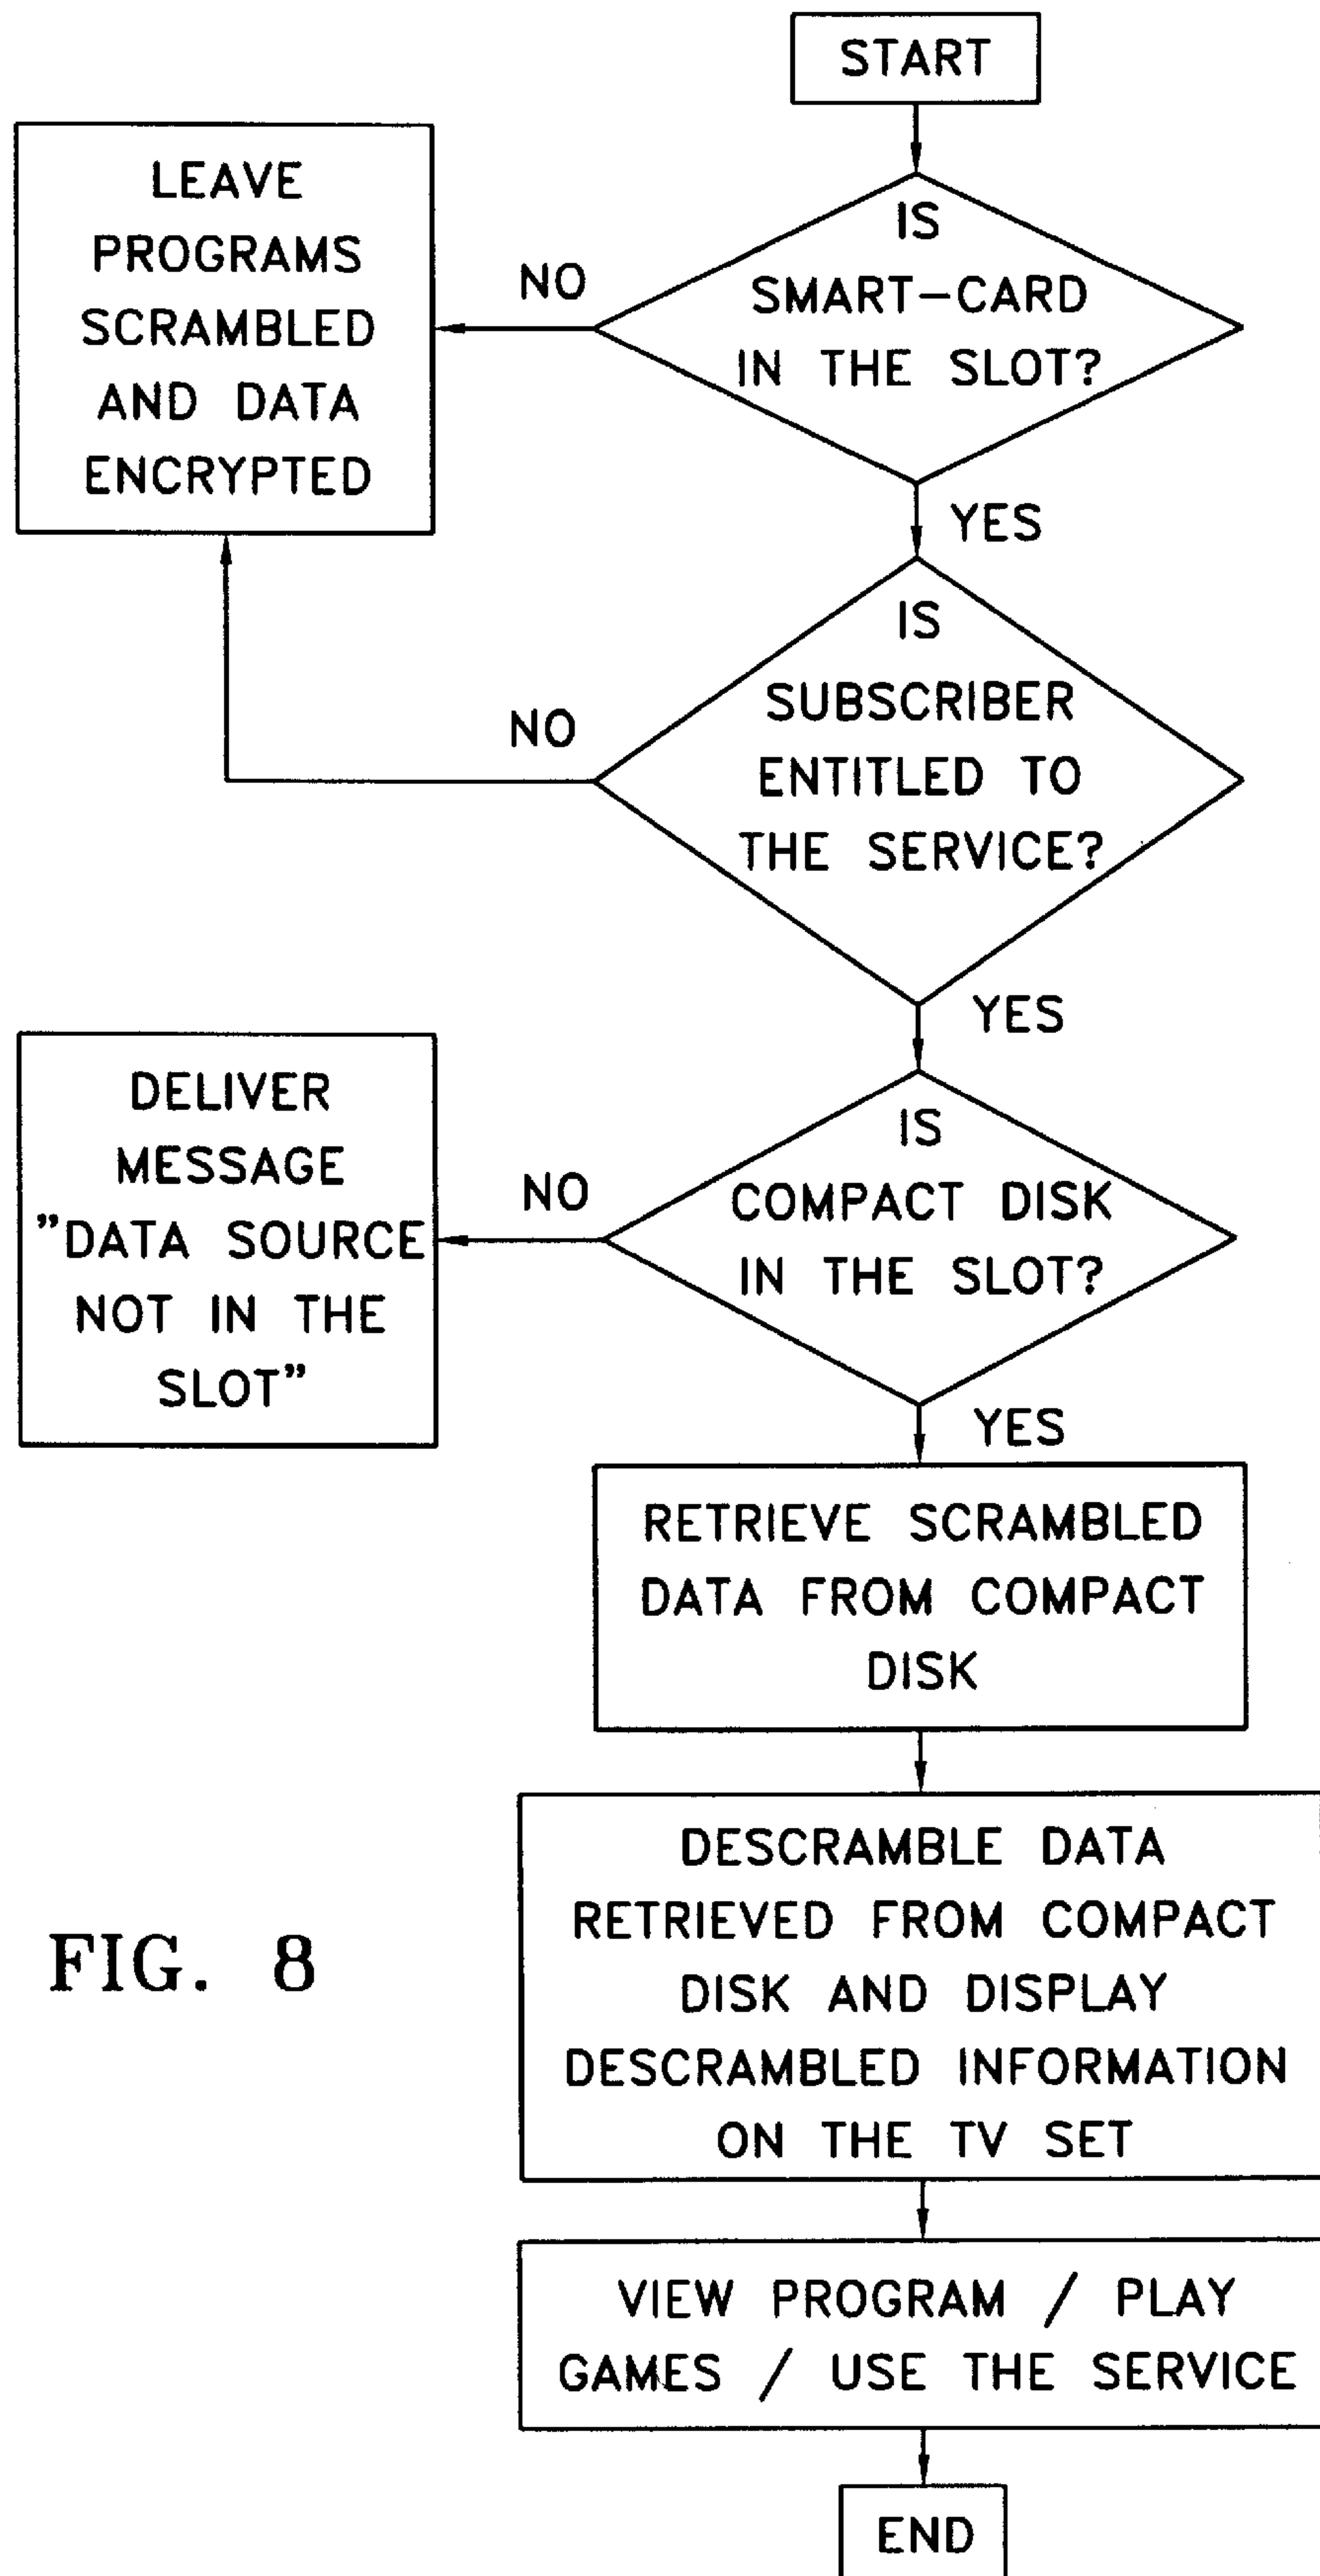 START
LEAVE
PROGRAMS
SCRAMBLED
AND DATA
ENCRYPTED
NO
IS
SMART-CARD
IN THE SLOT?
YES
IS
SUBSCRIBER
ENTITLED TO
THE SERVICE?
NO
YES
DELIVER
MESSAGE
"DATA SOURCE
NOT IN THE
SLOT"
NO
IS
COMPACT DISK
IN THE SLOT?
YES
RETRIEVE SCRAMBLED
DATA FROM COMPACT
DISK
DESCRAMBLE DATA
RETRIEVED FROM COMPACT
DISK AND DISPLAY
DESCRAMBLED INFORMATION
ON THE TV SET
FIG. 8
VIEW PROGRAM / PLAY
GAMES / USE THE SERVICE
END